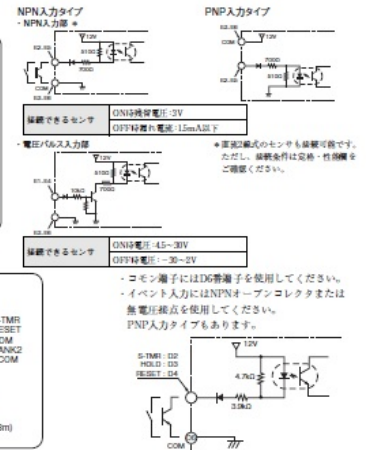 NPN入力タイプ
・NPN入力部 *
12V
510Ω
700Ω
COM
接続できるセンサ
ON時残留電圧:3V
OFF時漏れ電流:1.5mA以下
・電圧パルス入力部
12V
510Ω
700Ω
E1-S4
10kΩ
接続できるセンサ
ON時電圧:4.5~30V
OFF時電圧:-30~2V
PNP入力タイプ
COM
12V
700Ω
510Ω
*直流2線式のセンサも接続可能です。
ただし、接続条件は定格・性能欄を
ご確認ください。
・コモン端子にはD6番端子を使用してください。
・イベント入力にはNPNオープンコレクタまたは
無電圧接点を使用してください。
PNP入力タイプもあります。
12V
S-TMR : D2
HOLD : D3
RESET : D4
4.7kΩ
3.9kΩ
COM
D6
-TMR
ESET
OM
ANK2
COM
3m)